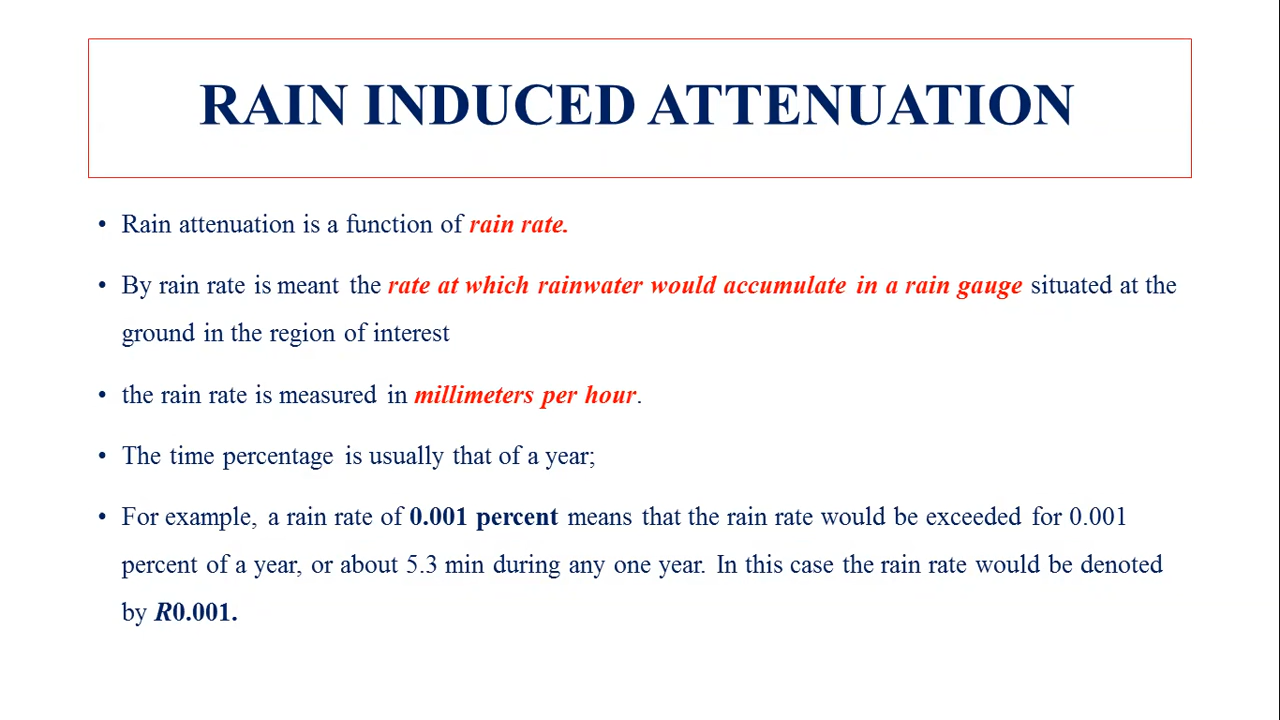 RAIN INDUCED ATTENUATION
• Rain attenuation is a function of rain rate.
• By rain rate is meant the rate at which rainwater would accumulate in a rain gauge situated at the
ground in the region of interest
• the rain rate is measured in millimeters per hour.
• The time percentage is usually that of a year;
• For example, a rain rate of 0.001 percent means that the rain rate would be exceeded for 0.001
percent of a year, or about 5.3 min during any one year. In this case the rain rate would be denoted
by R0.001.